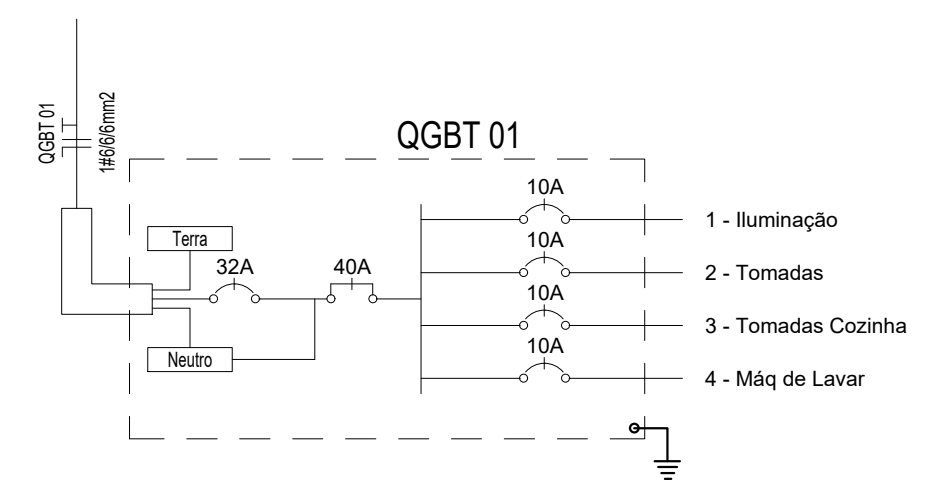 QGBT 01
1#6/6/6mm2
QGBT 01
Terra
32A
40A
Neutro
10A
1 - Iluminação
10A
2 - Tomadas
10A
3 - Tomadas Cozinha
10A
4 - Máq de Lavar